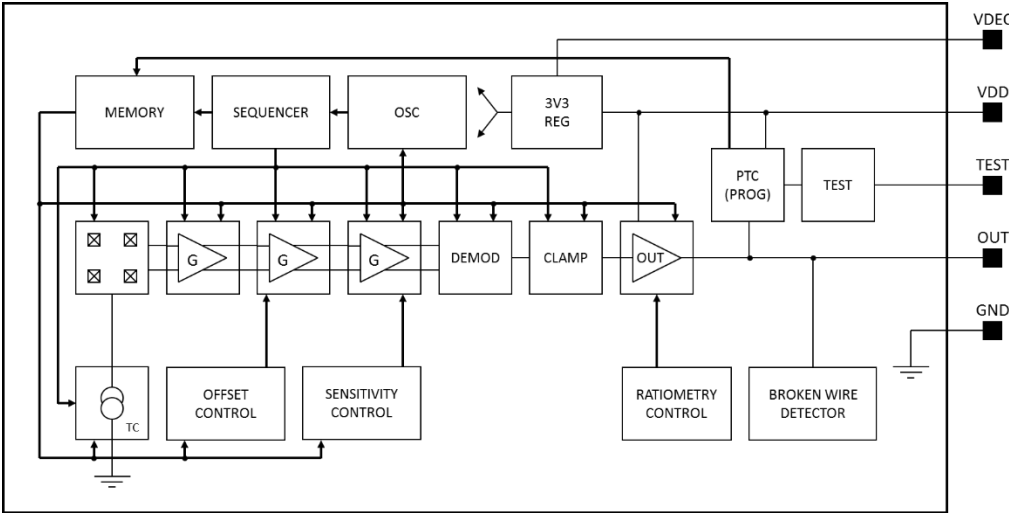 VDEC
MEMORY
SEQUENCER
OSC
3V3
REG
VDD
PTC
(PROG)
TEST
TEST
G
G
G
DEMOD
CLAMP
OUT
OUT
GND
TC
OFFSET
CONTROL
SENSITIVITY
CONTROL
RATIOMETRY
CONTROL
BROKEN WIRE
DETECTOR